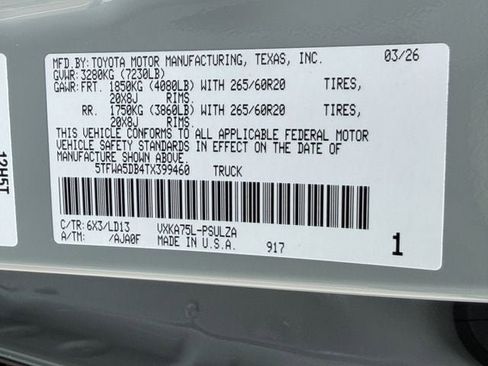 MFD.BY: TOYOTA MOTOR MANUFACTURING, TEXAS, INC. 03/26
GVWR: 3280KG (7230LB)
GAWR: FRT. 1850KG (4080LB) WITH 265/60R20 TIRES,
20X8J RIMS.
RR. 1750KG (3860LB) WITH 265/60R20 TIRES,
20X8J RIMS.
THIS VEHICLE CONFORMS TO ALL APPLICABLE FEDERAL MOTOR
VEHICLE SAFETY STANDARDS IN EFFECT ON THE DATE OF
MANUFACTURE SHOWN ABOVE.
5TFWA5DB4TX399460 TRUCK
C/TR: 6X3/LD13 VXKA75L-PSULZA
A/TM: /AJA0F MADE IN U.S.A. 917 1
12H5T